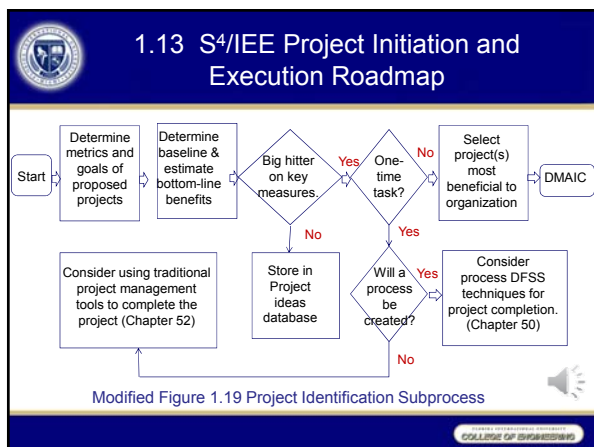 1.13 S⁴/IEE Project Initiation and
Execution Roadmap
Start
Determine
metrics and
goals of
proposed
projects
Determine
baseline &
estimate
bottom-line
benefits
Big hitter
on key
measures.
Yes
One-
time
task?
No
Select
project(s)
most
beneficial to
organization
DMAIC
No
Yes
Consider using traditional
project management
tools to complete the
project (Chapter 52)
Store in
Project
ideas
database
Will a
process
be
created?
Yes
Consider
process DFSS
techniques for
project completion.
(Chapter 50)
No
Modified Figure 1.19 Project Identification Subprocess
FLORIDA INTERNATIONAL UNIVERSITY
COLLEGE OF ENGINEERING